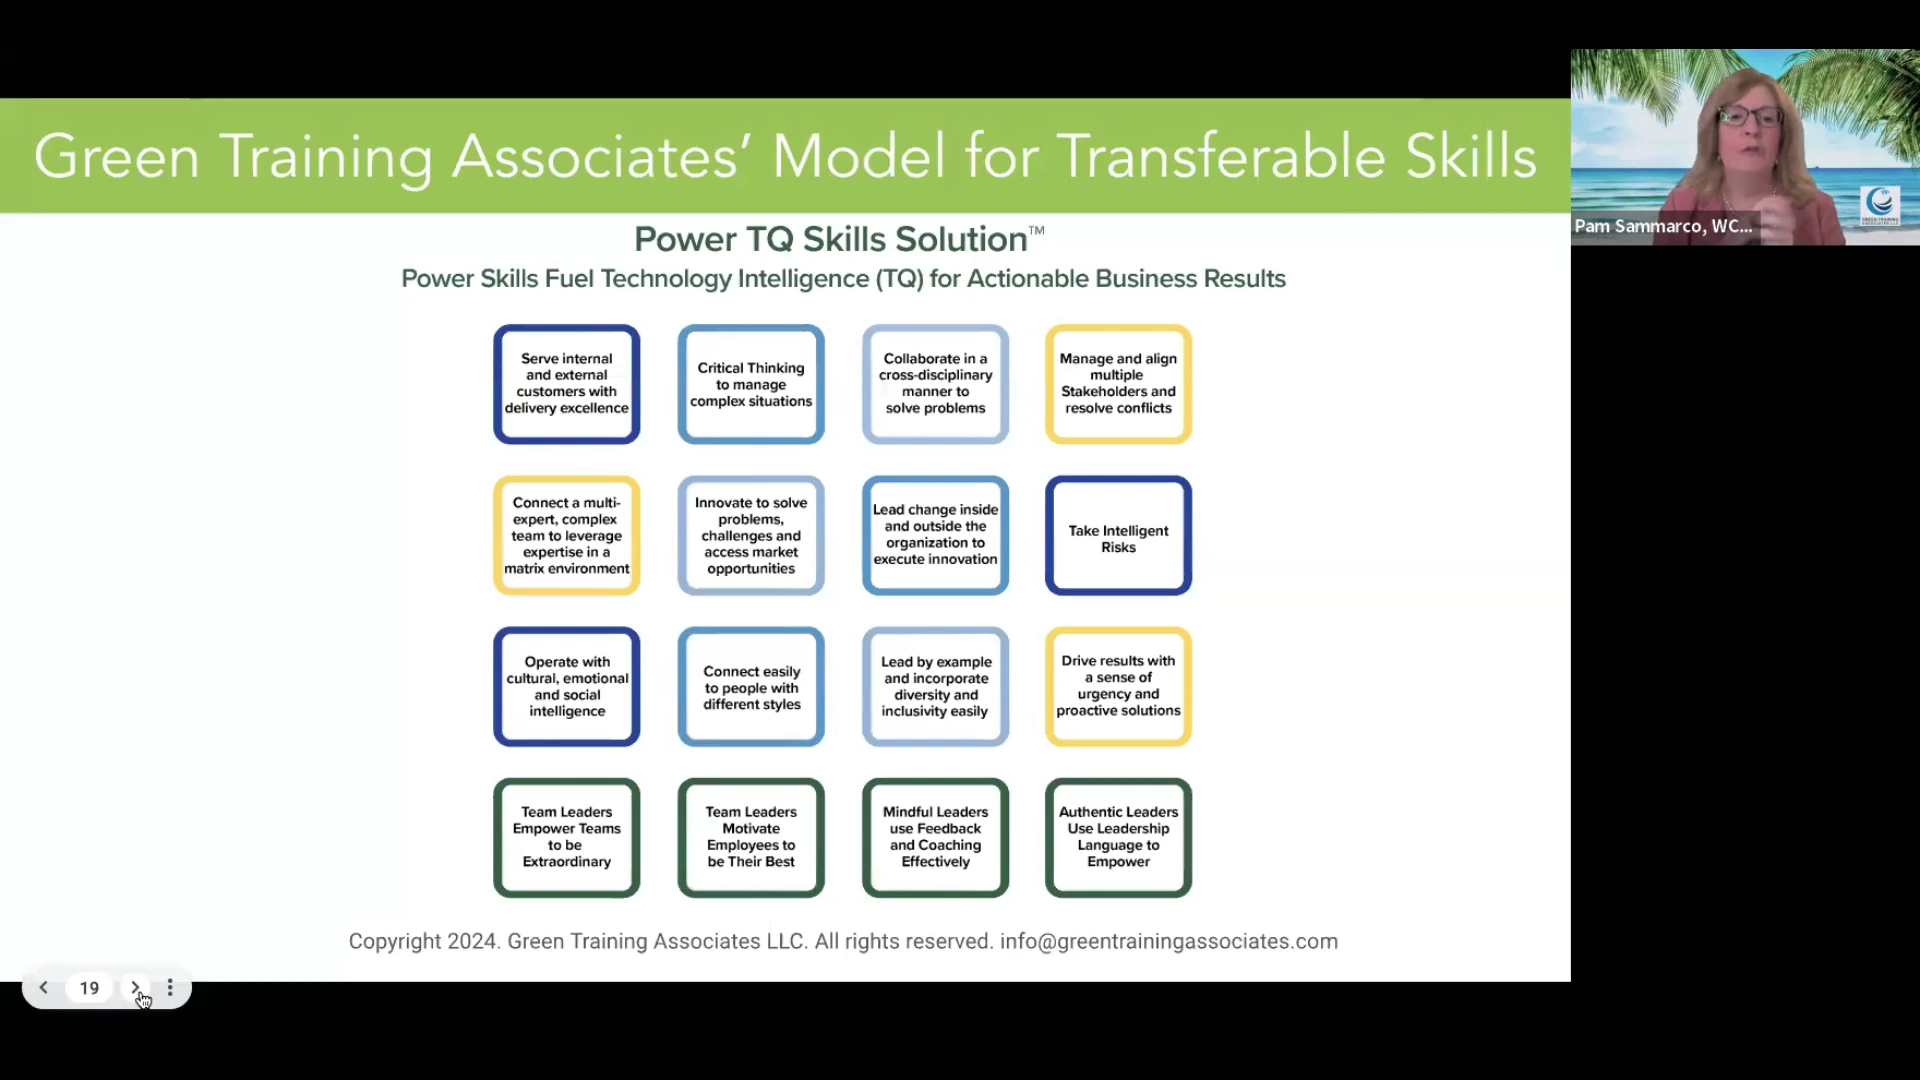 Green Training Associates’ Model for Transferable Skills
Pam Sammarco, WC...
Power TQ Skills Solution™
Power Skills Fuel Technology Intelligence (TQ) for Actionable Business Results
Serve internal
and external
customers with
delivery excellence
Critical Thinking
to manage
complex situations
Collaborate in a
cross-disciplinary
manner to
solve problems
Manage and align
multiple
Stakeholders and
resolve conflicts
Connect a multi-
expert, complex
team to leverage
expertise in a
matrix environment
Innovate to solve
problems,
challenges and
access market
opportunities
Lead change inside
and outside the
organization to
execute innovation
Take Intelligent
Risks
Operate with
cultural, emotional
and social
intelligence
Connect easily
to people with
different styles
Lead by example
and incorporate
diversity and
inclusivity easily
Drive results with
a sense of
urgency and
proactive solutions
Team Leaders
Empower Teams
to be
Extraordinary
Team Leaders
Motivate
Employees to
be Their Best
Mindful Leaders
use Feedback
and Coaching
Effectively
Authentic Leaders
Use Leadership
Language to
Empower
Copyright 2024. Green Training Associates LLC. All rights reserved. info@greentrainingassociates.com
19